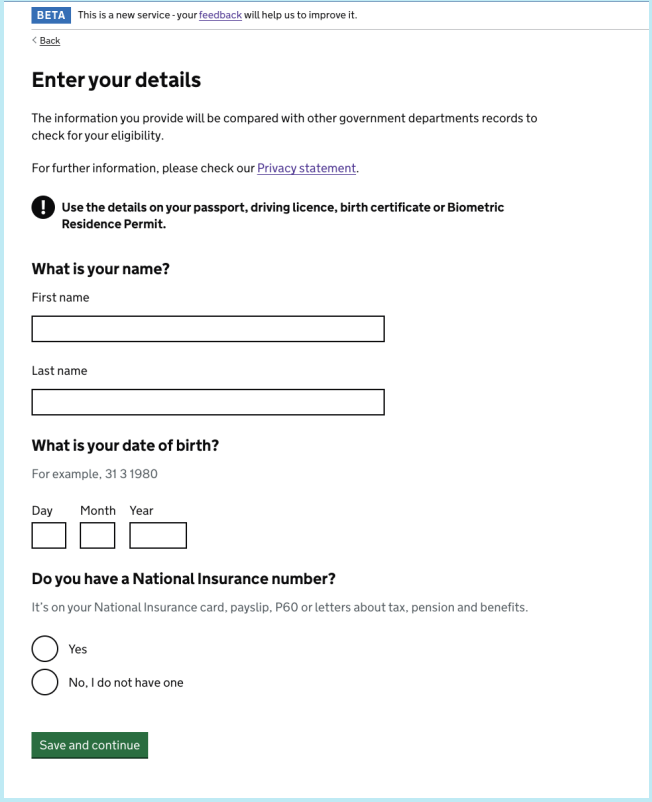 BETA This is a new service - your feedback will help us to improve it.
< Back
Enter your details
The information you provide will be compared with other government departments records to
check for your eligibility.
For further information, please check our Privacy statement.
! Use the details on your passport, driving licence, birth certificate or Biometric
Residence Permit.
What is your name?
First name
Last name
What is your date of birth?
For example, 31 3 1980
Day Month Year
Do you have a National Insurance number?
It's on your National Insurance card, payslip, P60 or letters about tax, pension and benefits.
Yes
No, I do not have one
Save and continue